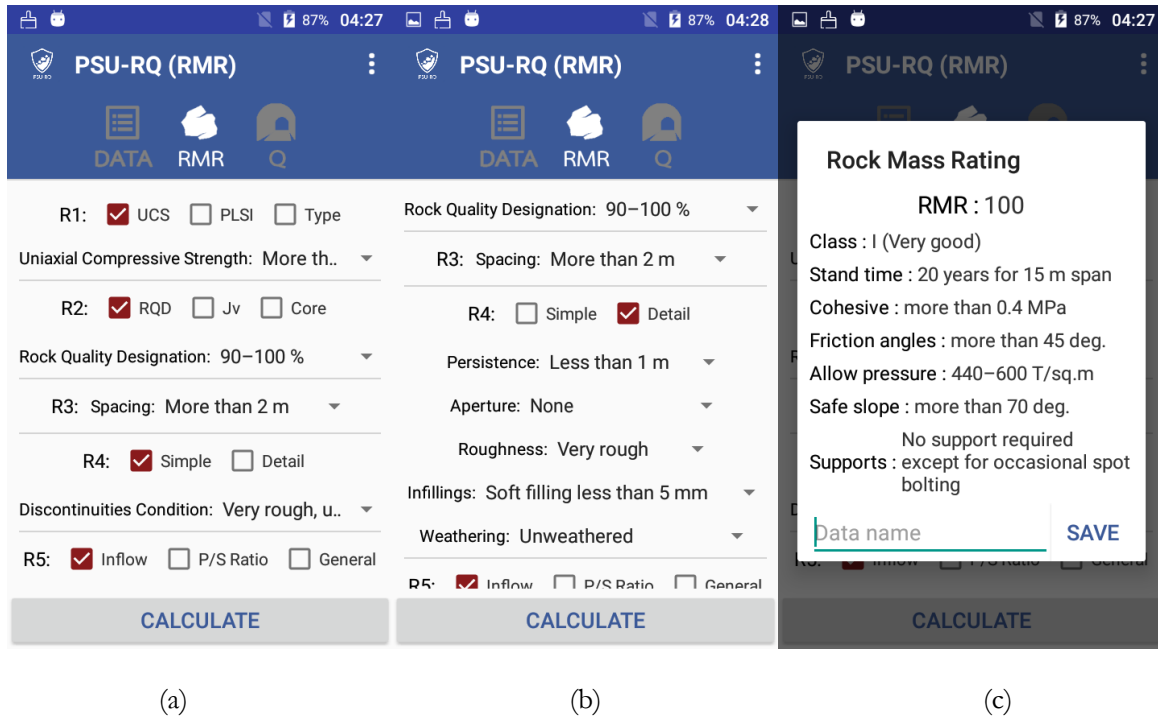 87% 04:27
PSU-RQ (RMR)
PSU-RQ
DATA RMR Q
R1: UCS PLSI Type
Uniaxial Compressive Strength: More th..
R2: RQD Jv Core
Rock Quality Designation: 90–100 %
R3: Spacing: More than 2 m
R4: Simple Detail
Discontinuities Condition: Very rough, u..
R5: Inflow P/S Ratio General
CALCULATE
(a)
87% 04:28
PSU-RQ (RMR)
PSU-RQ
DATA RMR Q
Rock Quality Designation: 90–100 %
R3: Spacing: More than 2 m
R4: Simple Detail
Persistence: Less than 1 m
Aperture: None
Roughness: Very rough
Infillings: Soft filling less than 5 mm
Weathering: Unweathered
R5: Inflow P/S Ratio General
CALCULATE
(b)
87% 04:27
PSU-RQ (RMR)
PSU-RQ
Rock Mass Rating
RMR : 100
Class : I (Very good)
Stand time : 20 years for 15 m span
Cohesive : more than 0.4 MPa
Friction angles : more than 45 deg.
Allow pressure : 440–600 T/sq.m
Safe slope : more than 70 deg.
No support required
Supports : except for occasional spot
bolting
Data name SAVE
CALCULATE
(c)